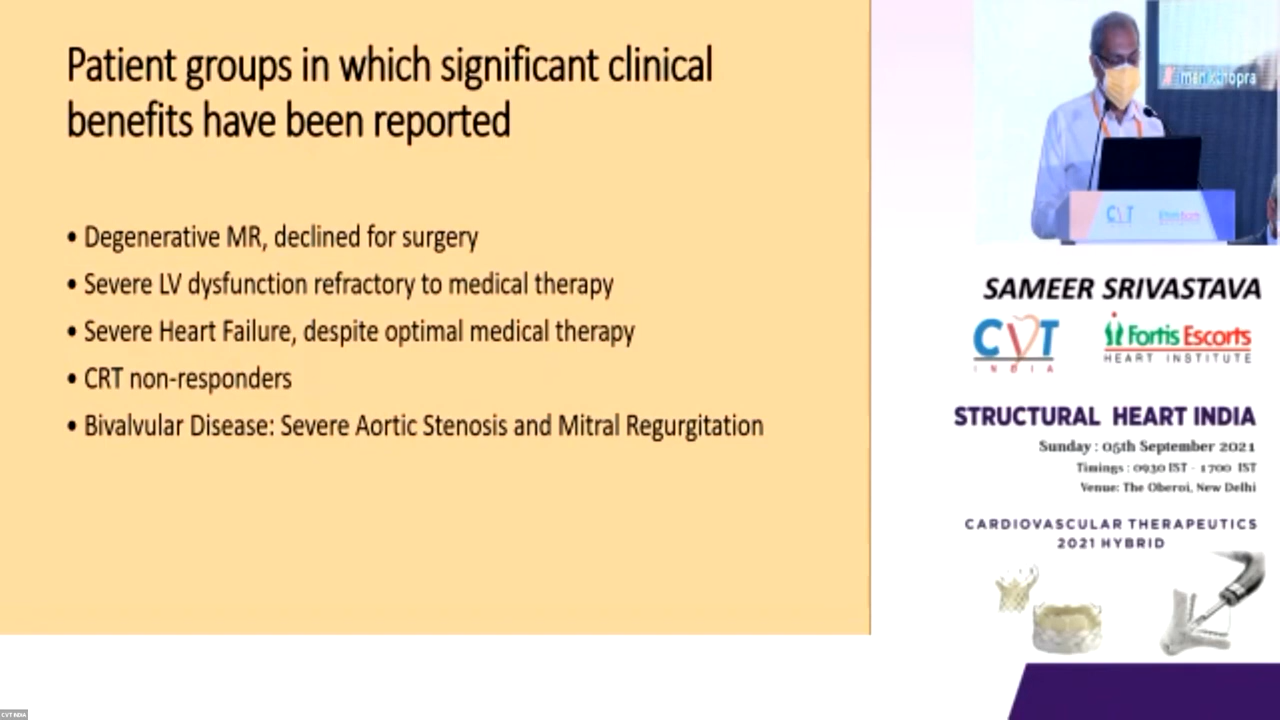 Patient groups in which significant clinical
benefits have been reported
• Degenerative MR, declined for surgery
• Severe LV dysfunction refractory to medical therapy
• Severe Heart Failure, despite optimal medical therapy
• CRT non-responders
• Bivalvular Disease: Severe Aortic Stenosis and Mitral Regurgitation
SAMEER SRIVASTAVA
CVT
INDIA
Fortis Escorts
HEART INSTITUTE
STRUCTURAL HEART INDIA
Sunday : 05th September 2021
Timings : 0930 IST - 1700 IST
Venue: The Oberoi, New Delhi
CARDIOVASCULAR THERAPEUTICS
2021 HYBRID
CVT
CVT INDIA